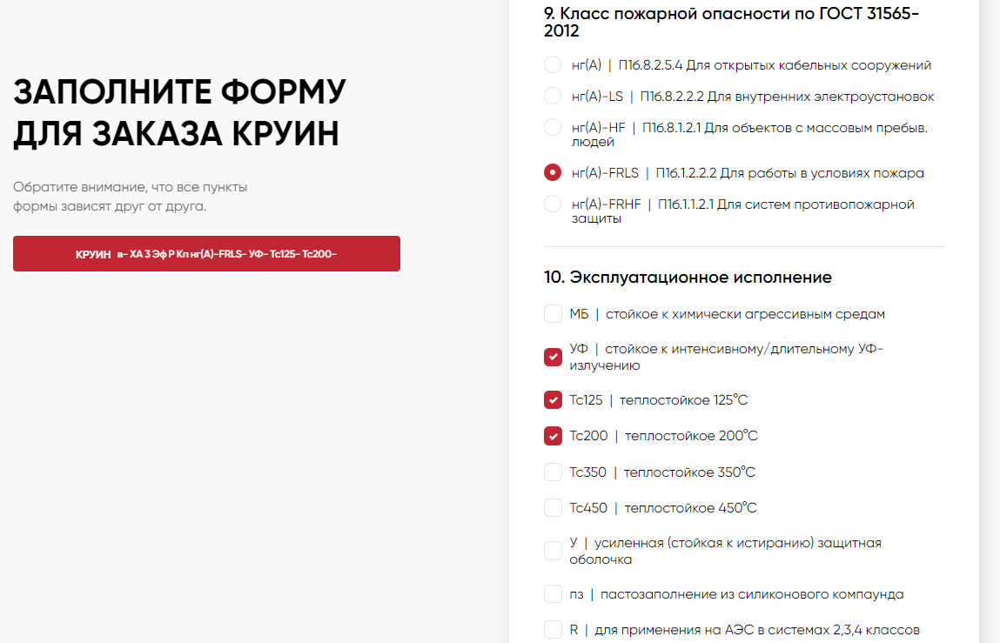 ЗАПОЛНИТЕ ФОРМУ
ДЛЯ ЗАКАЗА КРУИН
Обратите внимание, что все пункты
формы зависят друг от друга.
КРУИН в- ХА 3 Эф Р Кп нг(А)-FRLS- УФ- Тс125- Тс200-
9. Класс пожарной опасности по ГОСТ 31565-
2012
нг(А) | П1б.8.2.5.4 Для открытых кабельных сооружений
нг(А)-LS | П1б.8.2.2.2 Для внутренних электроустановок
нг(А)-HF | П1б.8.1.2.1 Для объектов с массовым пребыв.
людей
нг(А)-FRLS | П1б.1.2.2.2 Для работы в условиях пожара
нг(А)-FRHF | П1б.1.1.2.1 Для систем противопожарной
защиты
10. Эксплуатационное исполнение
МБ | стойкое к химически агрессивным средам
УФ | стойкое к интенсивному/длительному УФ-
излучению
Тс125 | теплостойкое 125°С
Тс200 | теплостойкое 200°С
Тс350 | теплостойкое 350°С
Тс450 | теплостойкое 450°С
У | усиленная (стойкая к истиранию) защитная
оболочка
пз | пастозаполнение из силиконового компаунда
R | для применения на АЭС в системах 2,3,4 классов